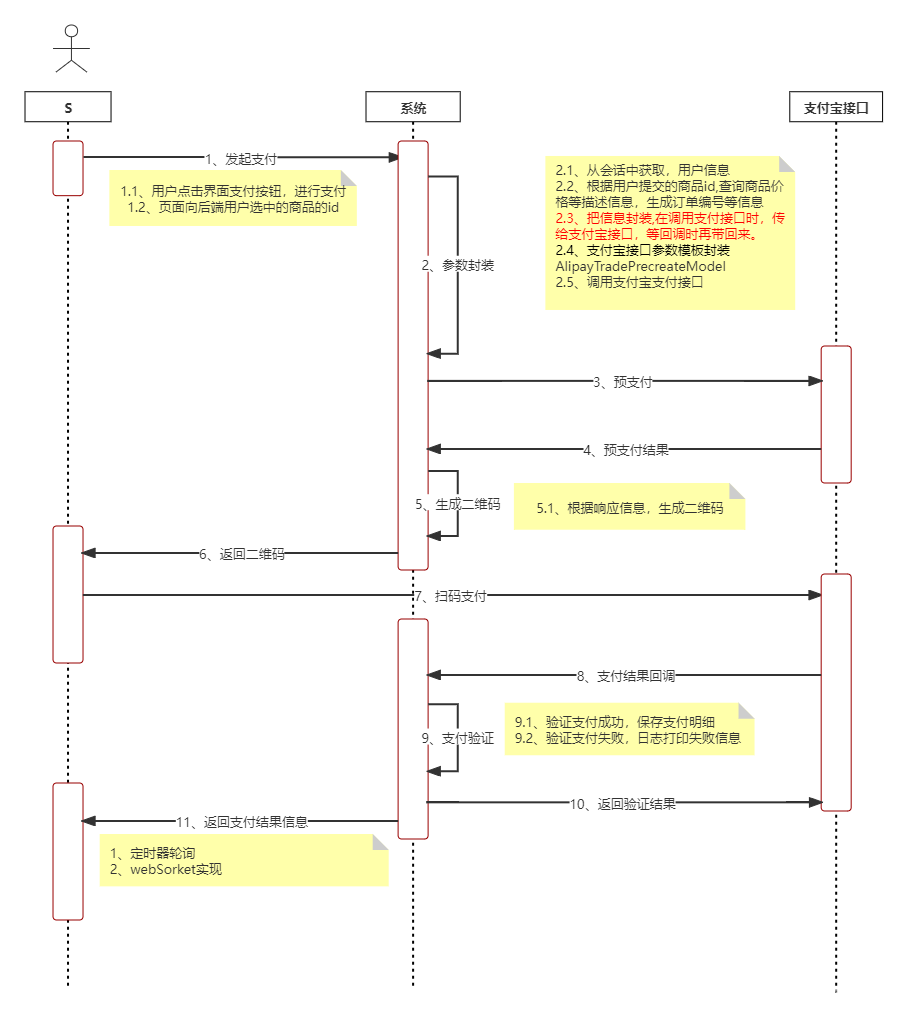 S
系统
支付宝接口
1、发起支付
1.1、用户点击界面支付按钮，进行支付
1.2、页面向后端用户选中的商品的id
2.1、从会话中获取，用户信息
2.2、根据用户提交的商品id,查询商品价
格等描述信息，生成订单编号等信息
2.3、把信息封装,在调用支付接口时，传
给支付宝接口，等回调时再带回来。
2.4、支付宝接口参数模板封装
AlipayTradePrecreateModel
2.5、调用支付宝支付接口
2、参数封装
3、预支付
4、预支付结果
5、生成二维码
5.1、根据响应信息，生成二维码
6、返回二维码
7、扫码支付
8、支付结果回调
9.1、验证支付成功，保存支付明细
9.2、验证支付失败，日志打印失败信息
9、支付验证
10、返回验证结果
11、返回支付结果信息
1、定时器轮询
2、webSorket实现